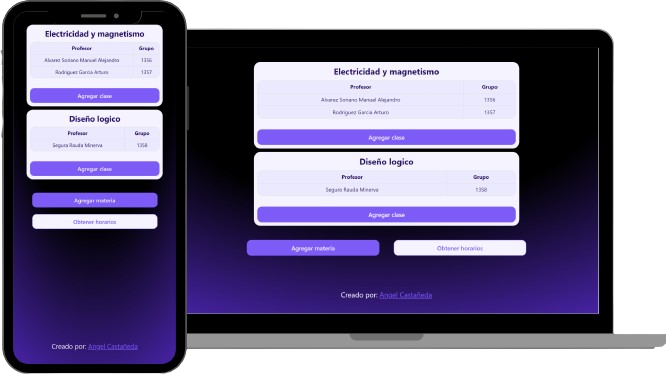 Electricidad y magnetismo
Profesor Grupo
Alvarez Soriano Manuel Alejandro 1356
Rodriguez Garcia Arturo 1357
Agregar clase
Diseño logico
Profesor Grupo
Segura Rauda Minerva 1358
Agregar clase
Agregar materia
Obtener horarios
Creado por: Angel Castañeda
Electricidad y magnetismo
Profesor Grupo
Alvarez Soriano Manuel Alejandro 1356
Rodriguez Garcia Arturo 1357
Agregar clase
Diseño logico
Profesor Grupo
Segura Rauda Minerva 1358
Agregar clase
Agregar materia Obtener horarios
Creado por: Angel Castañeda